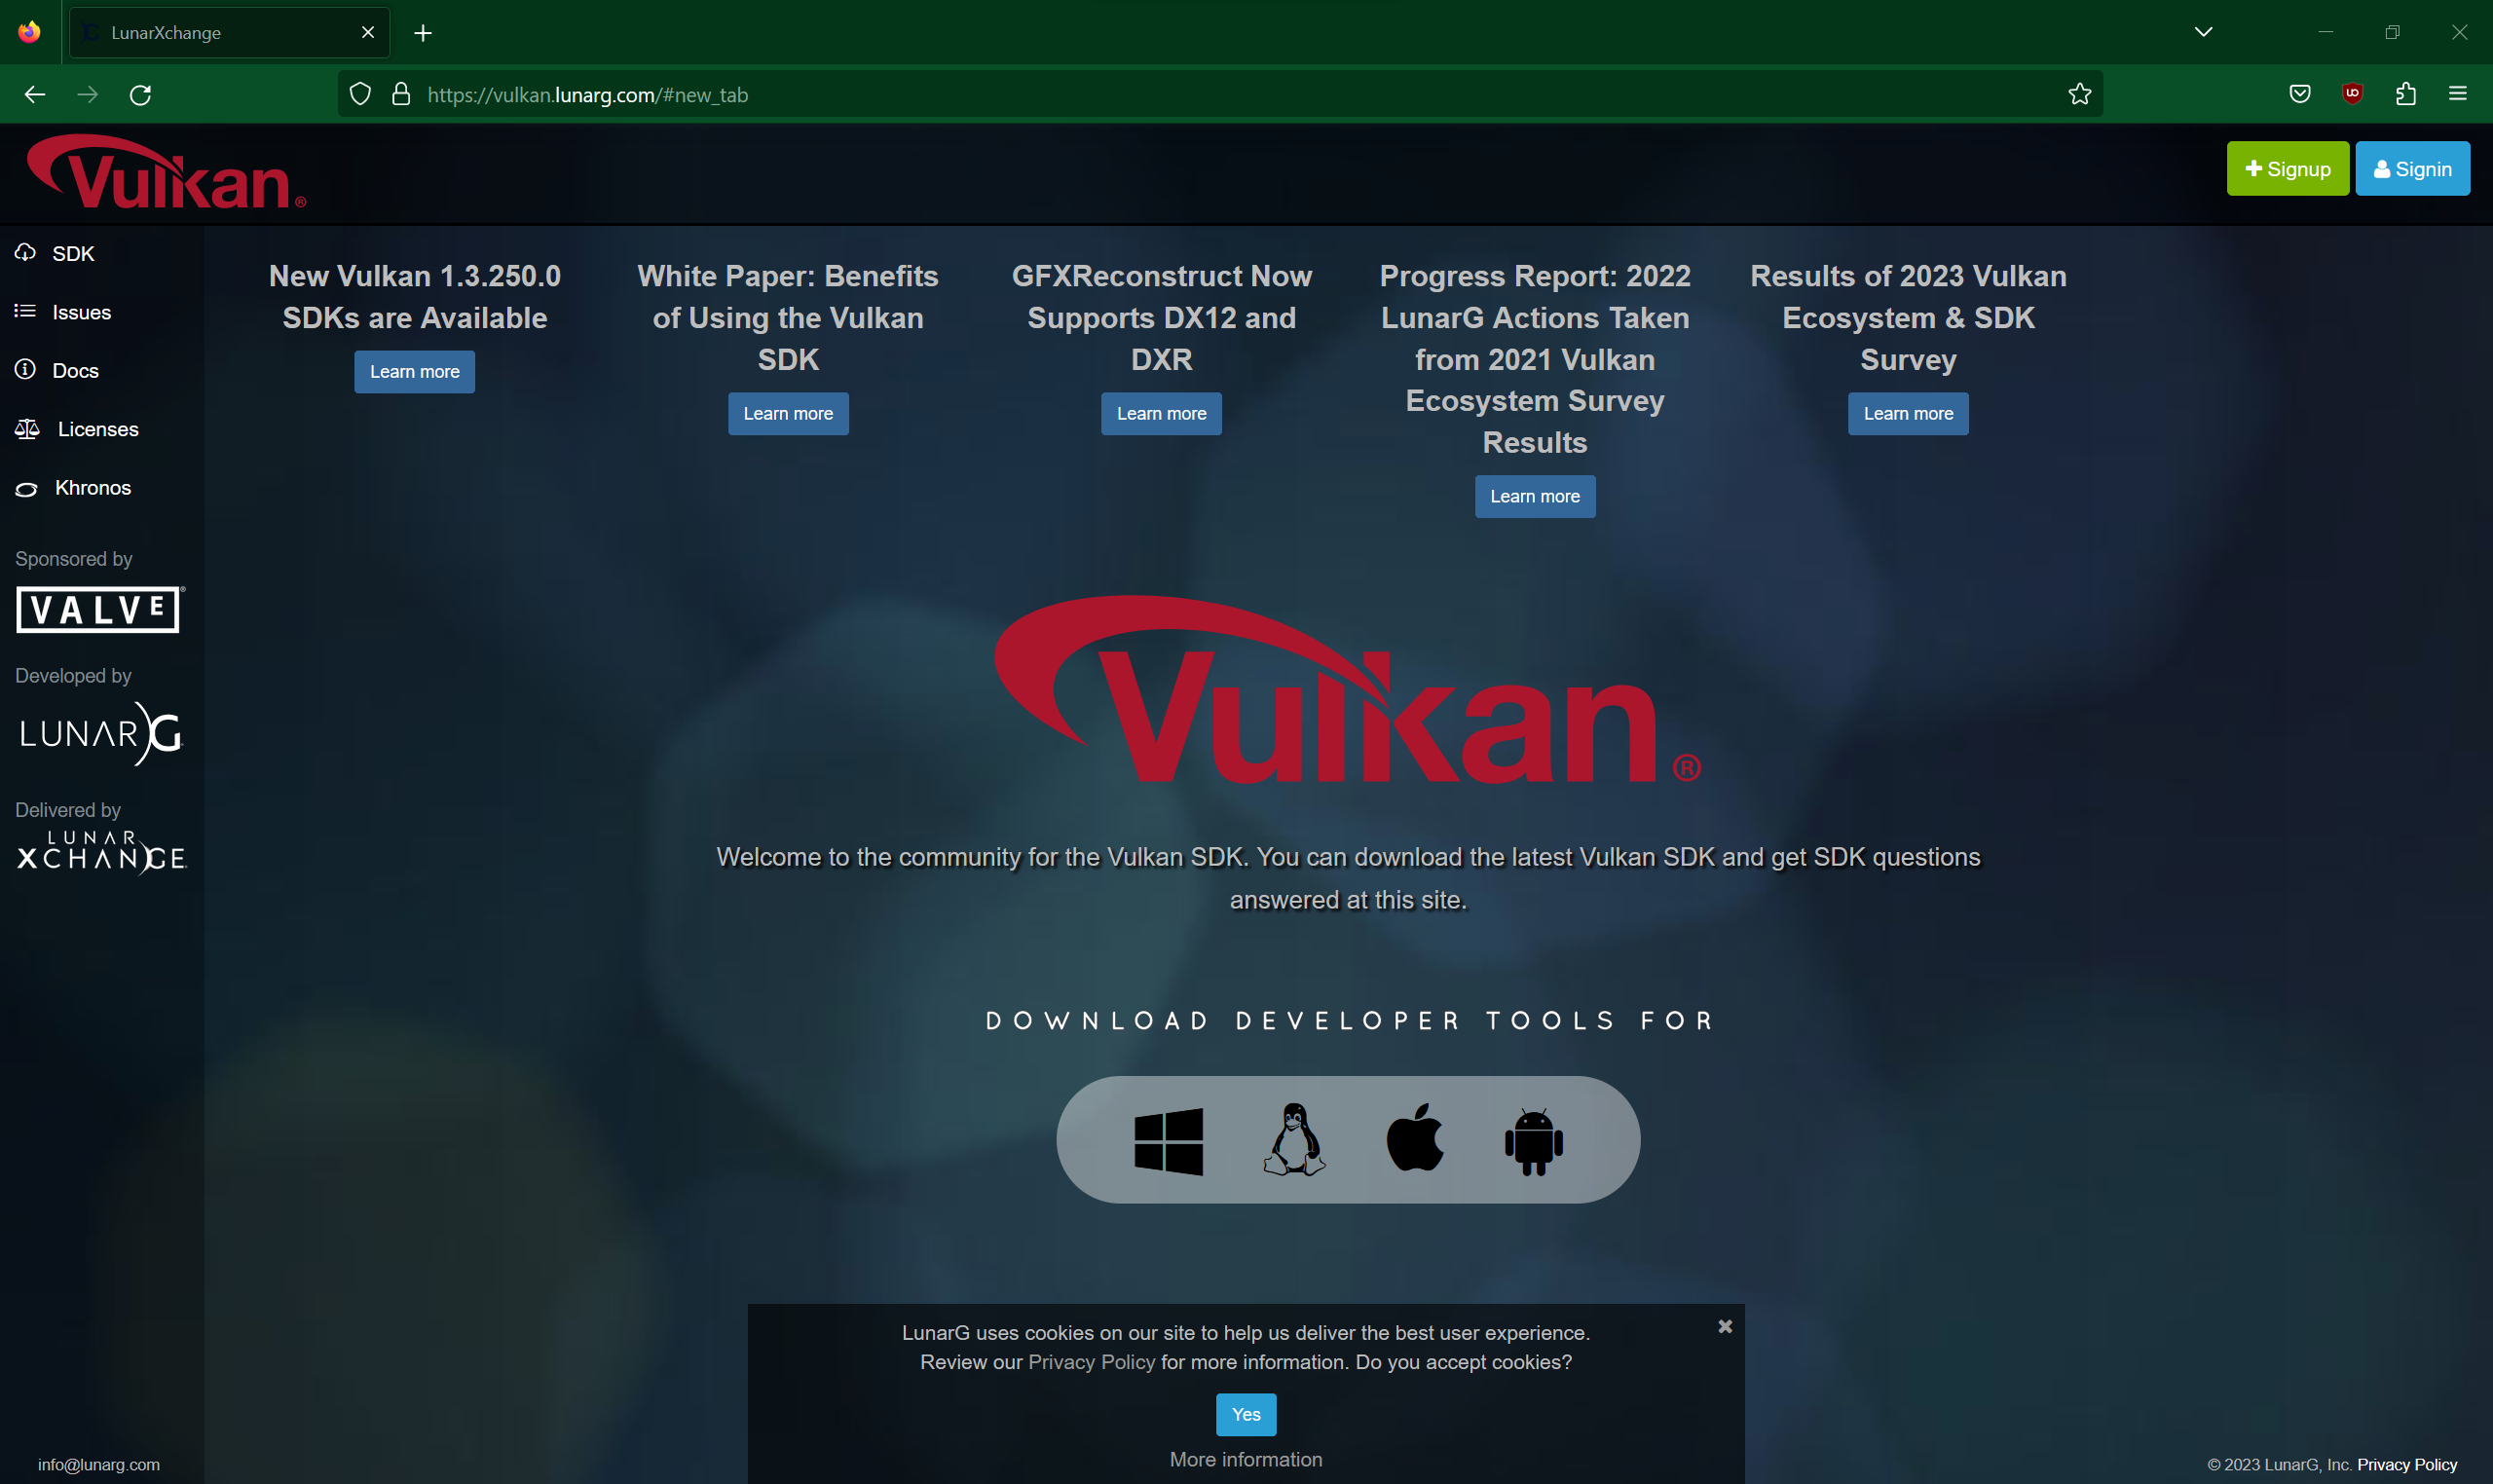 LunarXchange
https://vulkan.lunarg.com/#new_tab
Vulkan®
Signup
Signin
SDK
Issues
Docs
Licenses
Khronos
Sponsored by
VALVE®
Developed by
LUNARG
Delivered by
LUNAR
XCHANGE
New Vulkan 1.3.250.0
SDKs are Available
Learn more
White Paper: Benefits
of Using the Vulkan
SDK
Learn more
GFXReconstruct Now
Supports DX12 and
DXR
Learn more
Progress Report: 2022
LunarG Actions Taken
from 2021 Vulkan
Ecosystem Survey
Results
Learn more
Results of 2023 Vulkan
Ecosystem & SDK
Survey
Learn more
Vulkan®
Welcome to the community for the Vulkan SDK. You can download the latest Vulkan SDK and get SDK questions
answered at this site.
DOWNLOAD DEVELOPER TOOLS FOR
LunarG uses cookies on our site to help us deliver the best user experience.
Review our Privacy Policy for more information. Do you accept cookies?
Yes
More information
info@lunarg.com
© 2023 LunarG, Inc. Privacy Policy